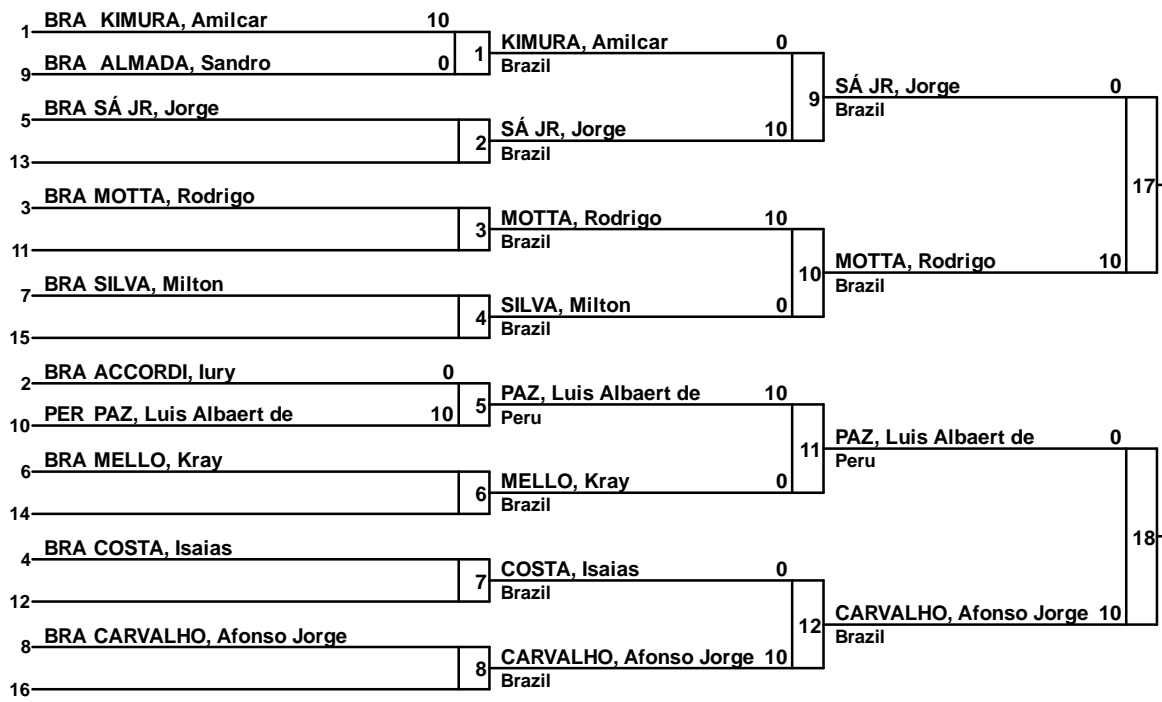 BRA KIMURA, Amilcar 10
1
BRA ALMADA, Sandro 0
9
1
KIMURA, Amilcar 0
Brazil
BRA SÁ JR, Jorge
5
13
2
SÁ JR, Jorge 10
Brazil
9
SÁ JR, Jorge 0
Brazil
BRA MOTTA, Rodrigo
3
11
3
MOTTA, Rodrigo 10
Brazil
BRA SILVA, Milton
7
15
4
SILVA, Milton 0
Brazil
10
MOTTA, Rodrigo 10
Brazil
17
BRA ACCORDI, Iury 0
2
PER PAZ, Luis Albaert de 10
10
5
PAZ, Luis Albaert de 10
Peru
BRA MELLO, Kray
6
14
6
MELLO, Kray 0
Brazil
11
PAZ, Luis Albaert de 0
Peru
BRA COSTA, Isaias
4
12
7
COSTA, Isaias 0
Brazil
BRA CARVALHO, Afonso Jorge
8
16
8
CARVALHO, Afonso Jorge 10
Brazil
12
CARVALHO, Afonso Jorge 10
Brazil
18